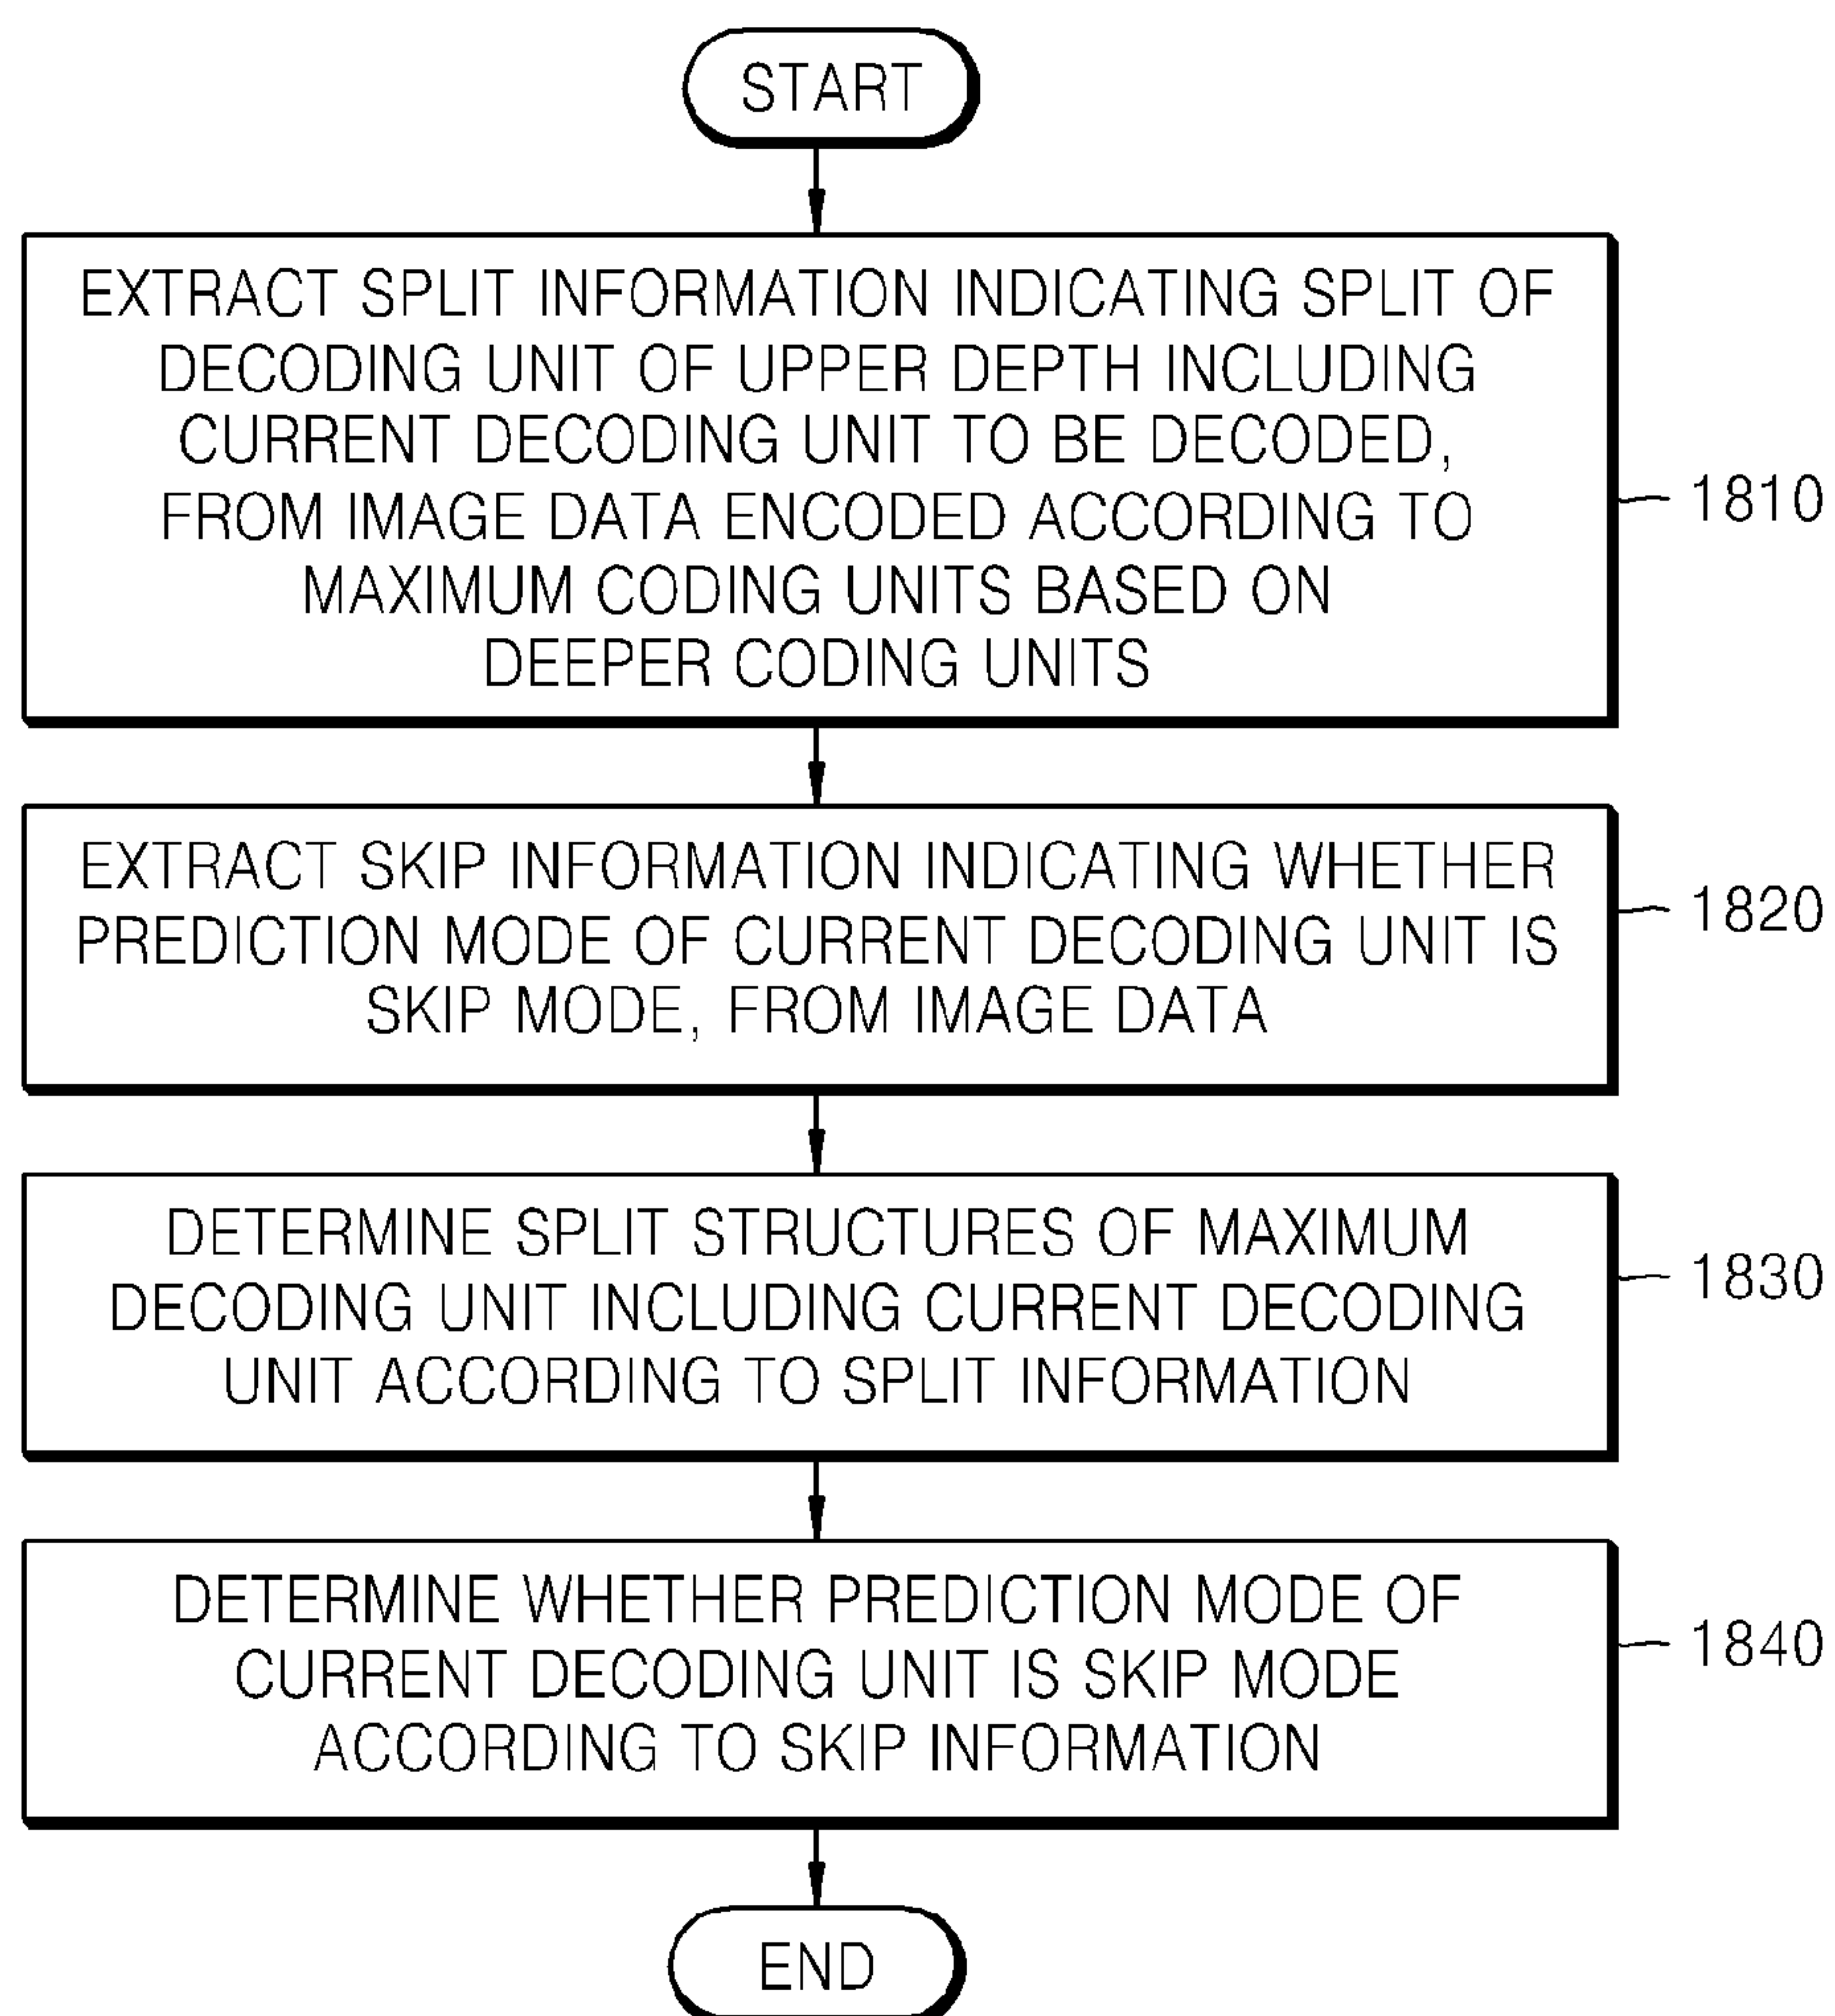 START
EXTRACT SPLIT INFORMATION INDICATING SPLIT OF
DECODING UNIT OF UPPER DEPTH INCLUDING
CURRENT DECODING UNIT TO BE DECODED,
FROM IMAGE DATA ENCODED ACCORDING TO
MAXIMUM CODING UNITS BASED ON
DEEPER CODING UNITS
1810
EXTRACT SKIP INFORMATION INDICATING WHETHER
PREDICTION MODE OF CURRENT DECODING UNIT IS
SKIP MODE, FROM IMAGE DATA
1820
DETERMINE SPLIT STRUCTURES OF MAXIMUM
DECODING UNIT INCLUDING CURRENT DECODING
UNIT ACCORDING TO SPLIT INFORMATION
1830
DETERMINE WHETHER PREDICTION MODE OF
CURRENT DECODING UNIT IS SKIP MODE
ACCORDING TO SKIP INFORMATION
1840
END